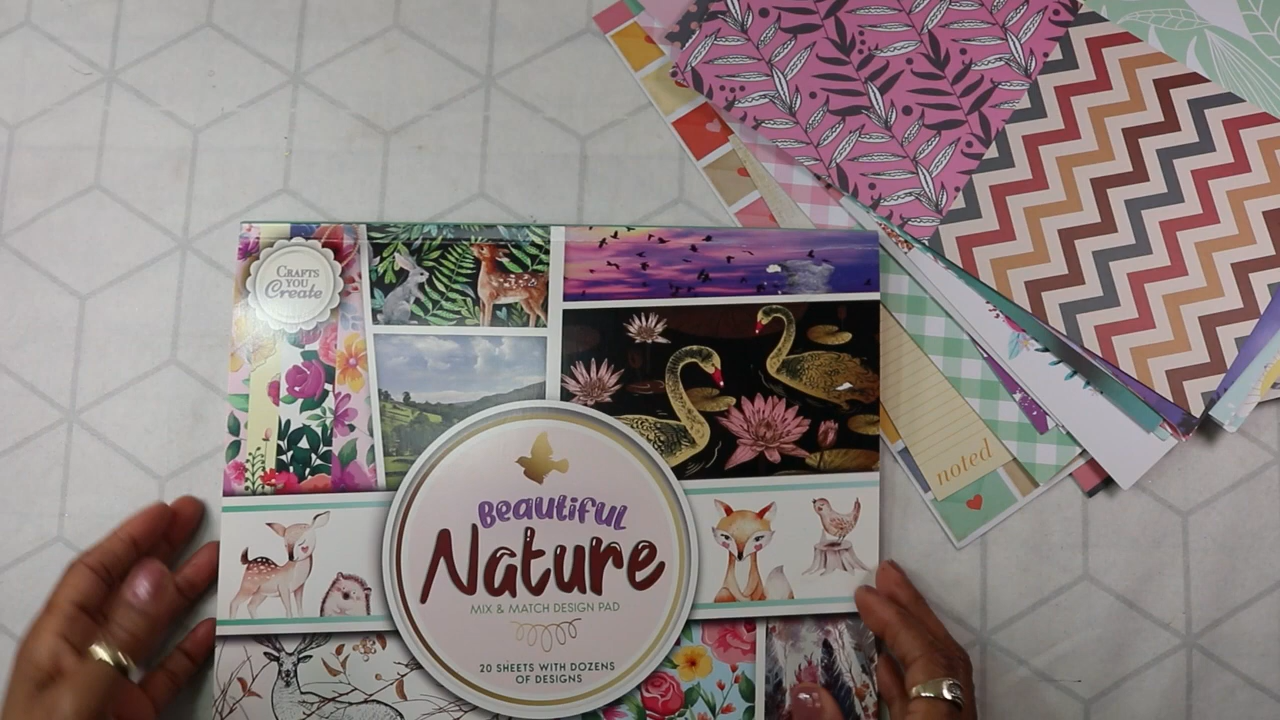 CRAFTS
YOU
Create
Beautiful
Nature
MIX & MATCH DESIGN PAD
20 SHEETS WITH DOZENS
OF DESIGNS
noted